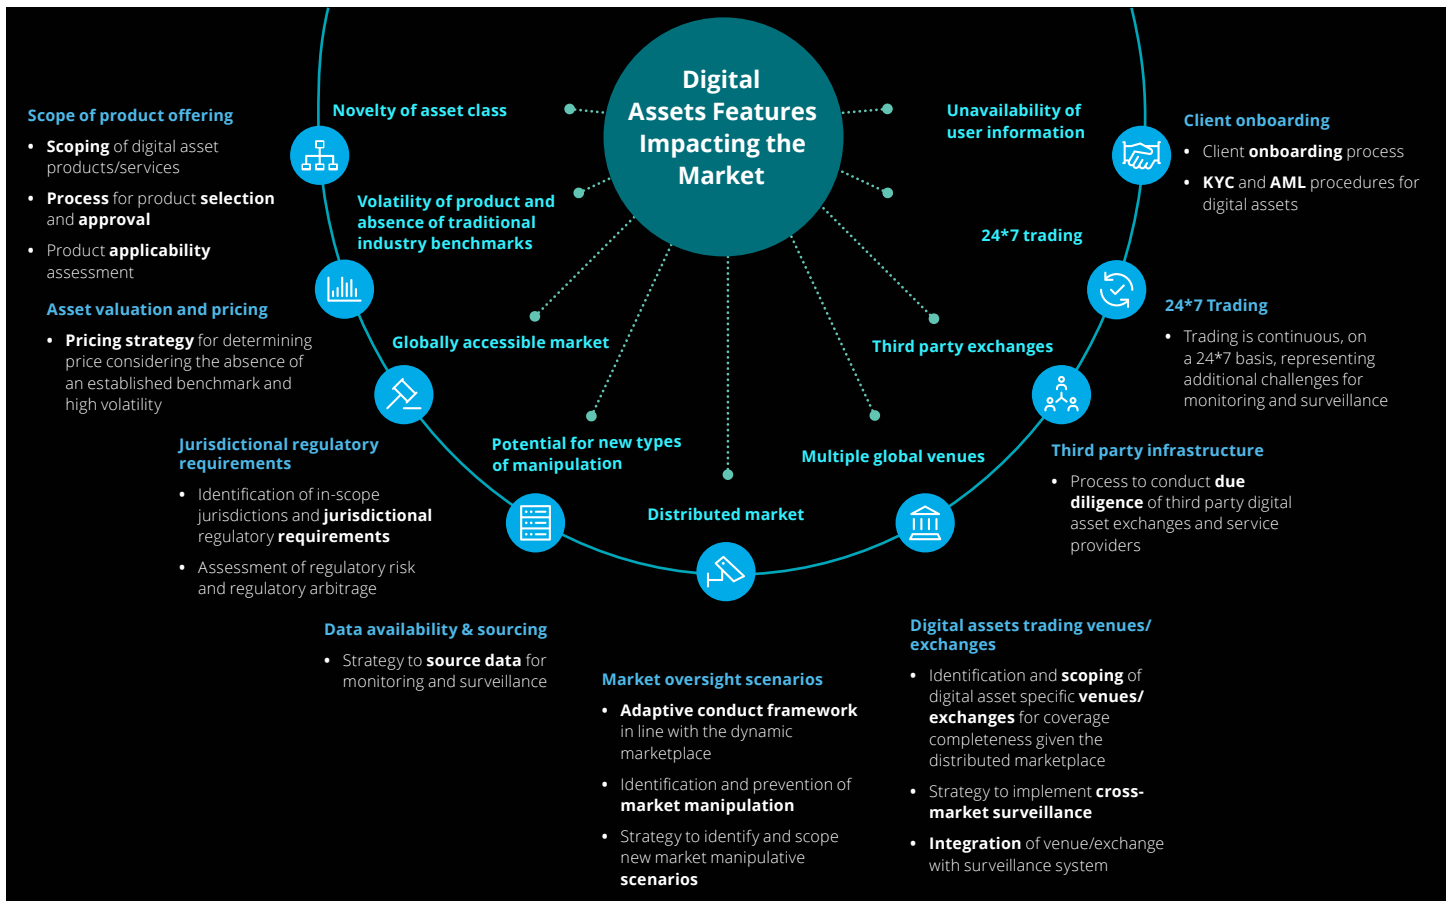 Digital
Assets Features
Impacting the
Market
Novelty of asset class
Volatility of product and
absence of traditional
industry benchmarks
Globally accessible market
Potential for new types
of manipulation
Distributed market
Multiple global venues
Third party exchanges
24*7 trading
Unavailability of
user information
Scope of product offering
• Scoping of digital asset
products/services
• Process for product selection
and approval
• Product applicability
assessment
Asset valuation and pricing
• Pricing strategy for determining
price considering the absence of
an established benchmark and
high volatility
Jurisdictional regulatory
requirements
• Identification of in-scope
jurisdictions and jurisdictional
regulatory requirements
• Assessment of regulatory risk
and regulatory arbitrage
Data availability & sourcing
• Strategy to source data for
monitoring and surveillance
Market oversight scenarios
• Adaptive conduct framework
in line with the dynamic
marketplace
• Identification and prevention of
market manipulation
• Strategy to identify and scope
new market manipulative
scenarios
Digital assets trading venues/
exchanges
• Identification and scoping of
digital asset specific venues/
exchanges for coverage
completeness given the
distributed marketplace
• Strategy to implement cross-
market surveillance
• Integration of venue/exchange
with surveillance system
Third party infrastructure
• Process to conduct due
diligence of third party digital
asset exchanges and service
providers
24*7 Trading
• Trading is continuous, on
a 24*7 basis, representing
additional challenges for
monitoring and surveillance
Client onboarding
• Client onboarding process
• KYC and AML procedures for
digital assets